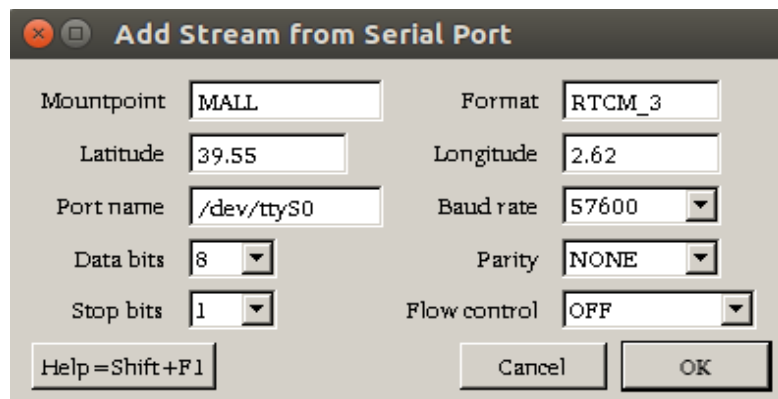 Add Stream from Serial Port
Mountpoint MALL Format RTCM_3
Latitude 39.55 Longitude 2.62
Port name /dev/ttyS0 Baud rate 57600
Data bits 8 Parity NONE
Stop bits 1 Flow control OFF
Help=Shift+F1 Cancel OK